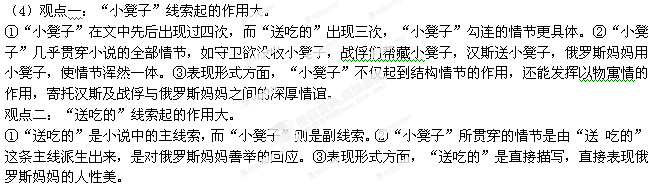 （4）观点一：“小凳子”线索起的作用大。
①“小凳子”在文中先后出现过四次，而“送吃的”出现三次，“小凳子”勾连的情节更具体。②“小凳
子”几乎贯穿小说的全部情节，如守卫欲没收小凳子，战俘们帮藏小凳子，汉斯送小凳子，俄罗斯妈妈用
小凳子，使情节浑然一体。③表现形式方面，“小凳子”不仅起到结构情节的作用，还能发挥以物寓情的
作用，寄托汉斯及战俘与俄罗斯妈妈之间的深厚情谊.
观点二：“送吃的”线索起的作用大。
①“送吃的”是小说中的主线索，而“小凳子”则是副线索。②“小凳子”所贯穿的情节是由“送 吃的”
这条主线派生出来，是对俄罗斯妈妈善举的回应。③表现形式方面，“送吃的”是直接描写，直接表现俄
罗斯妈妈的人性美。